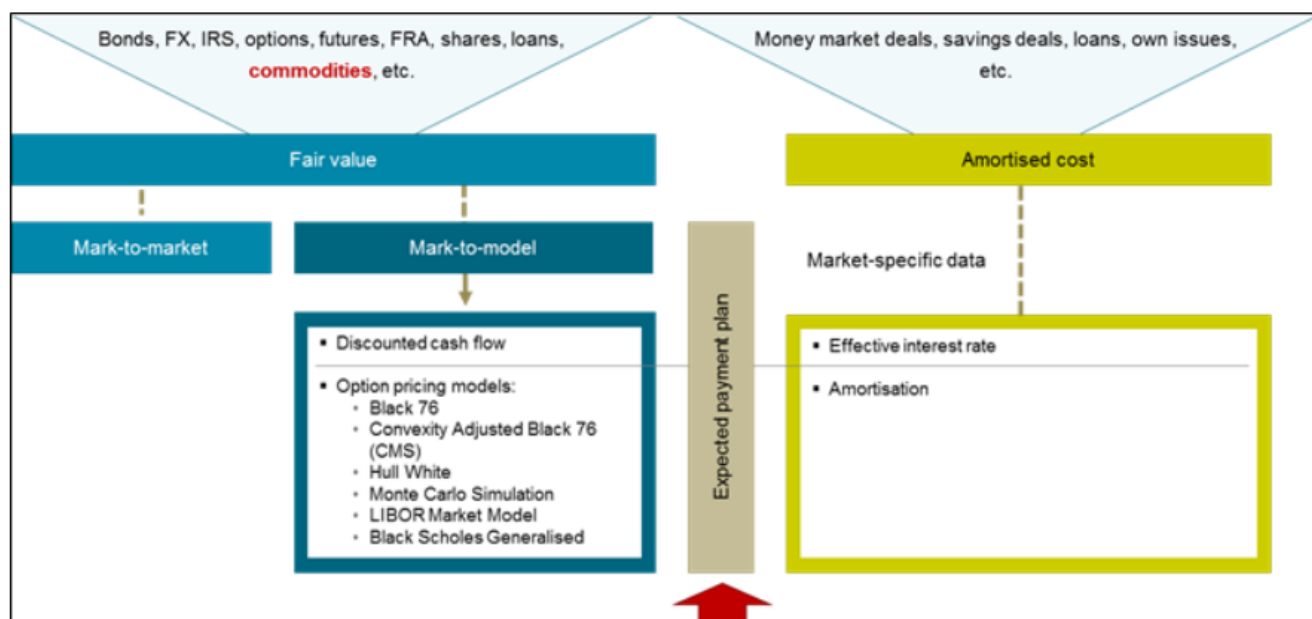 Bonds, FX, IRS, options, futures, FRA, shares, loans,
commodities, etc.
Money market deals, savings deals, loans, own issues,
etc.
Fair value
Amortised cost
Mark-to-market
Mark-to-model
Market-specific data
▪ Discounted cash flow
▪ Option pricing models:
• Black 76
• Convexity Adjusted Black 76
(CMS)
• Hull White
• Monte Carlo Simulation
• LIBOR Market Model
• Black Scholes Generalised
Expected payment plan
▪ Effective interest rate
▪ Amortisation